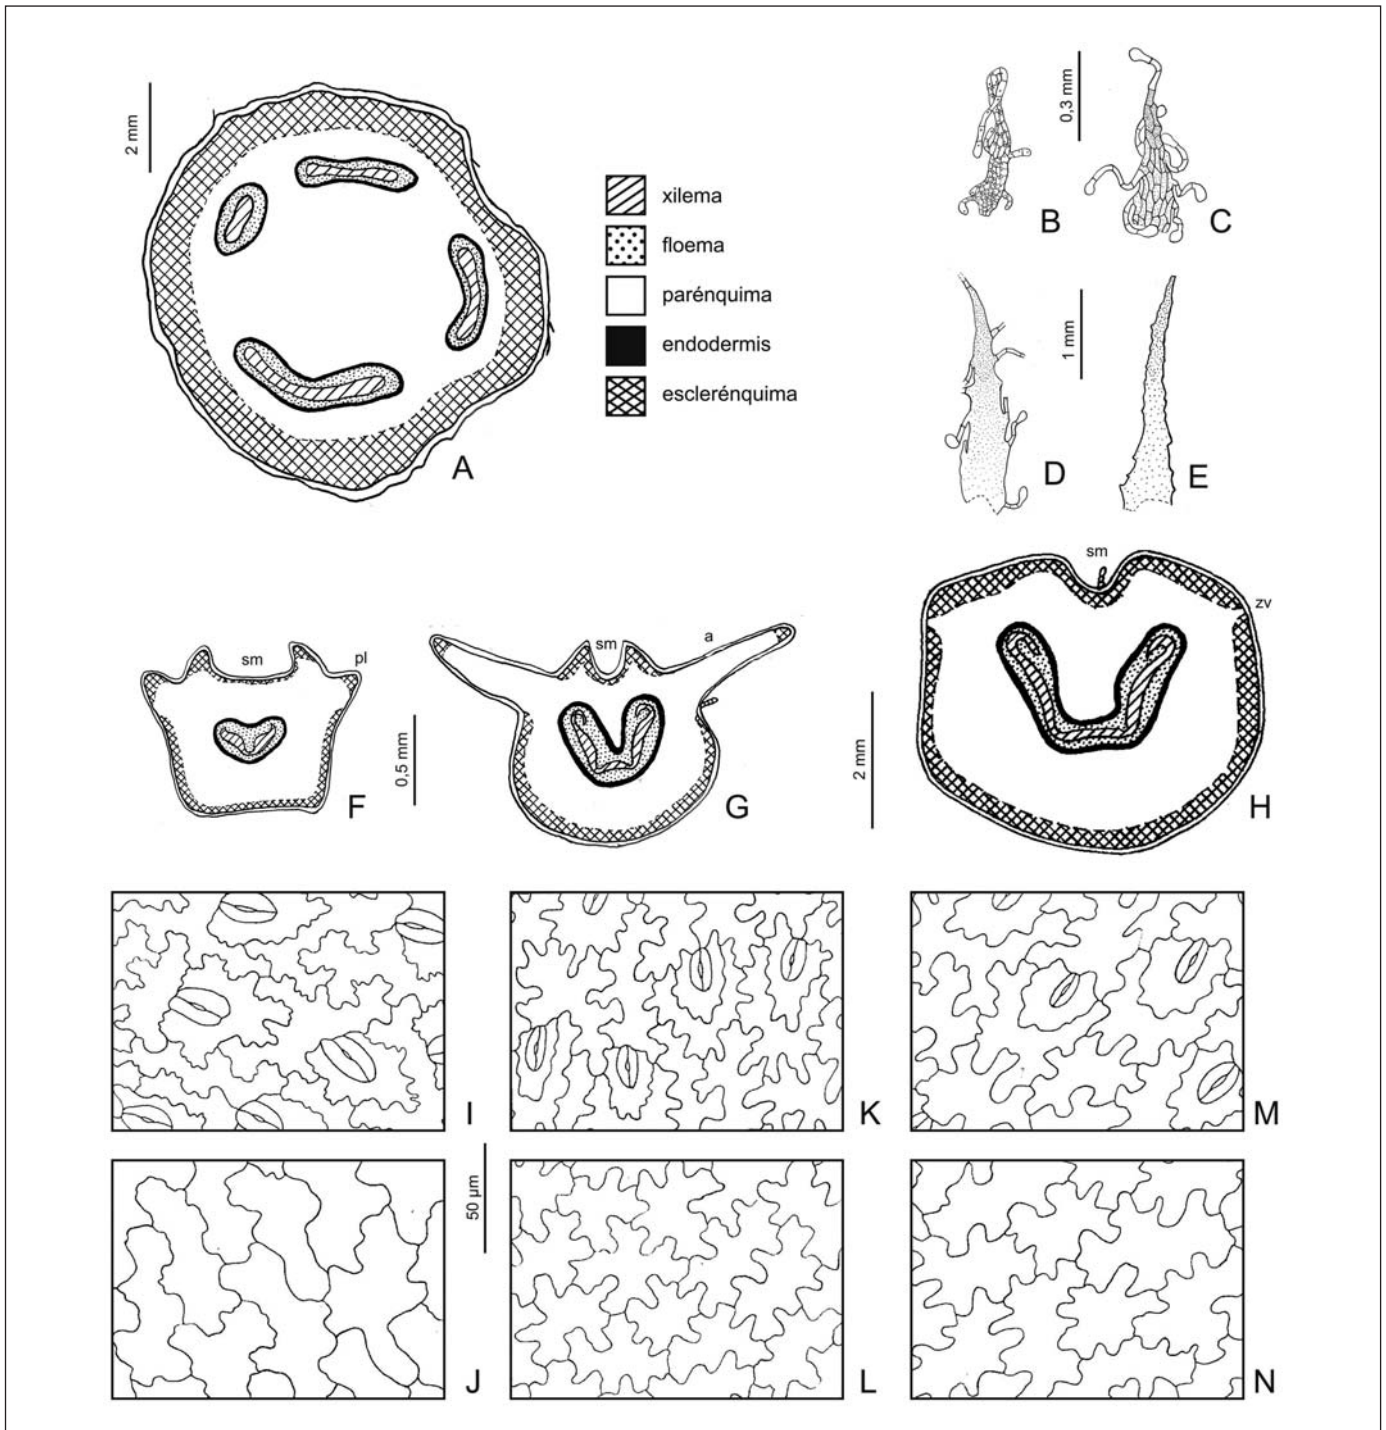 2 mm
A
xilema
floema
parénquima
endodermis
esclerénquima
B
0,3 mm
C
D
1 mm
E
sm
pl
F
0,5 mm
sm
a
G
2 mm
sm
zv
H
I
K
M
50 µm
J
L
N